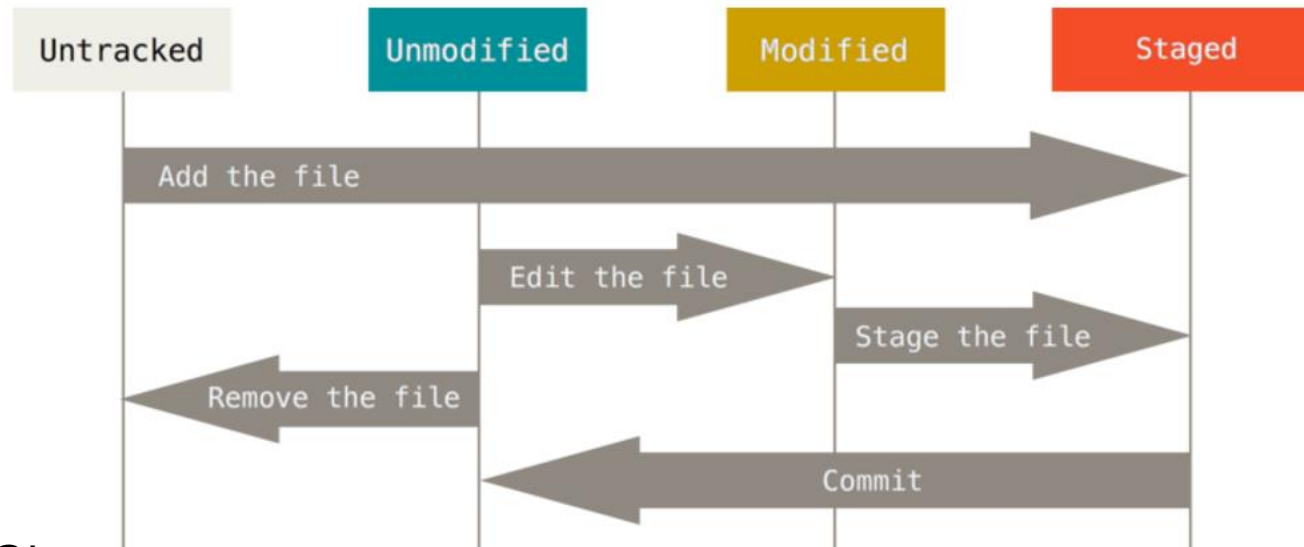 Untracked
Unmodified
Modified
Staged
Add the file
Edit the file
Stage the file
Remove the file
Commit